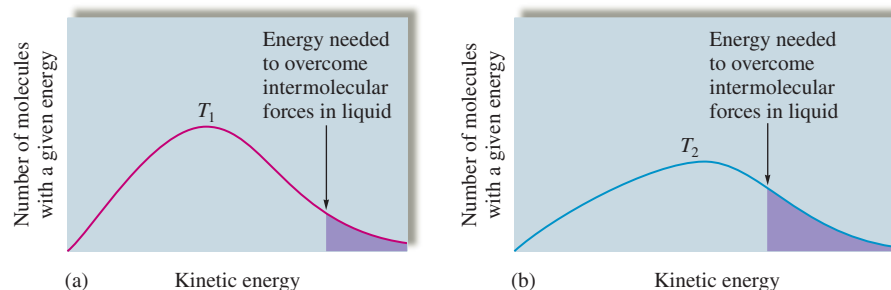 Number of molecules
with a given energy
T1
Energy needed
to overcome
intermolecular
forces in liquid
(a)
Kinetic energy
Number of molecules
with a given energy
T2
Energy needed
to overcome
intermolecular
forces in liquid
(b)
Kinetic energy